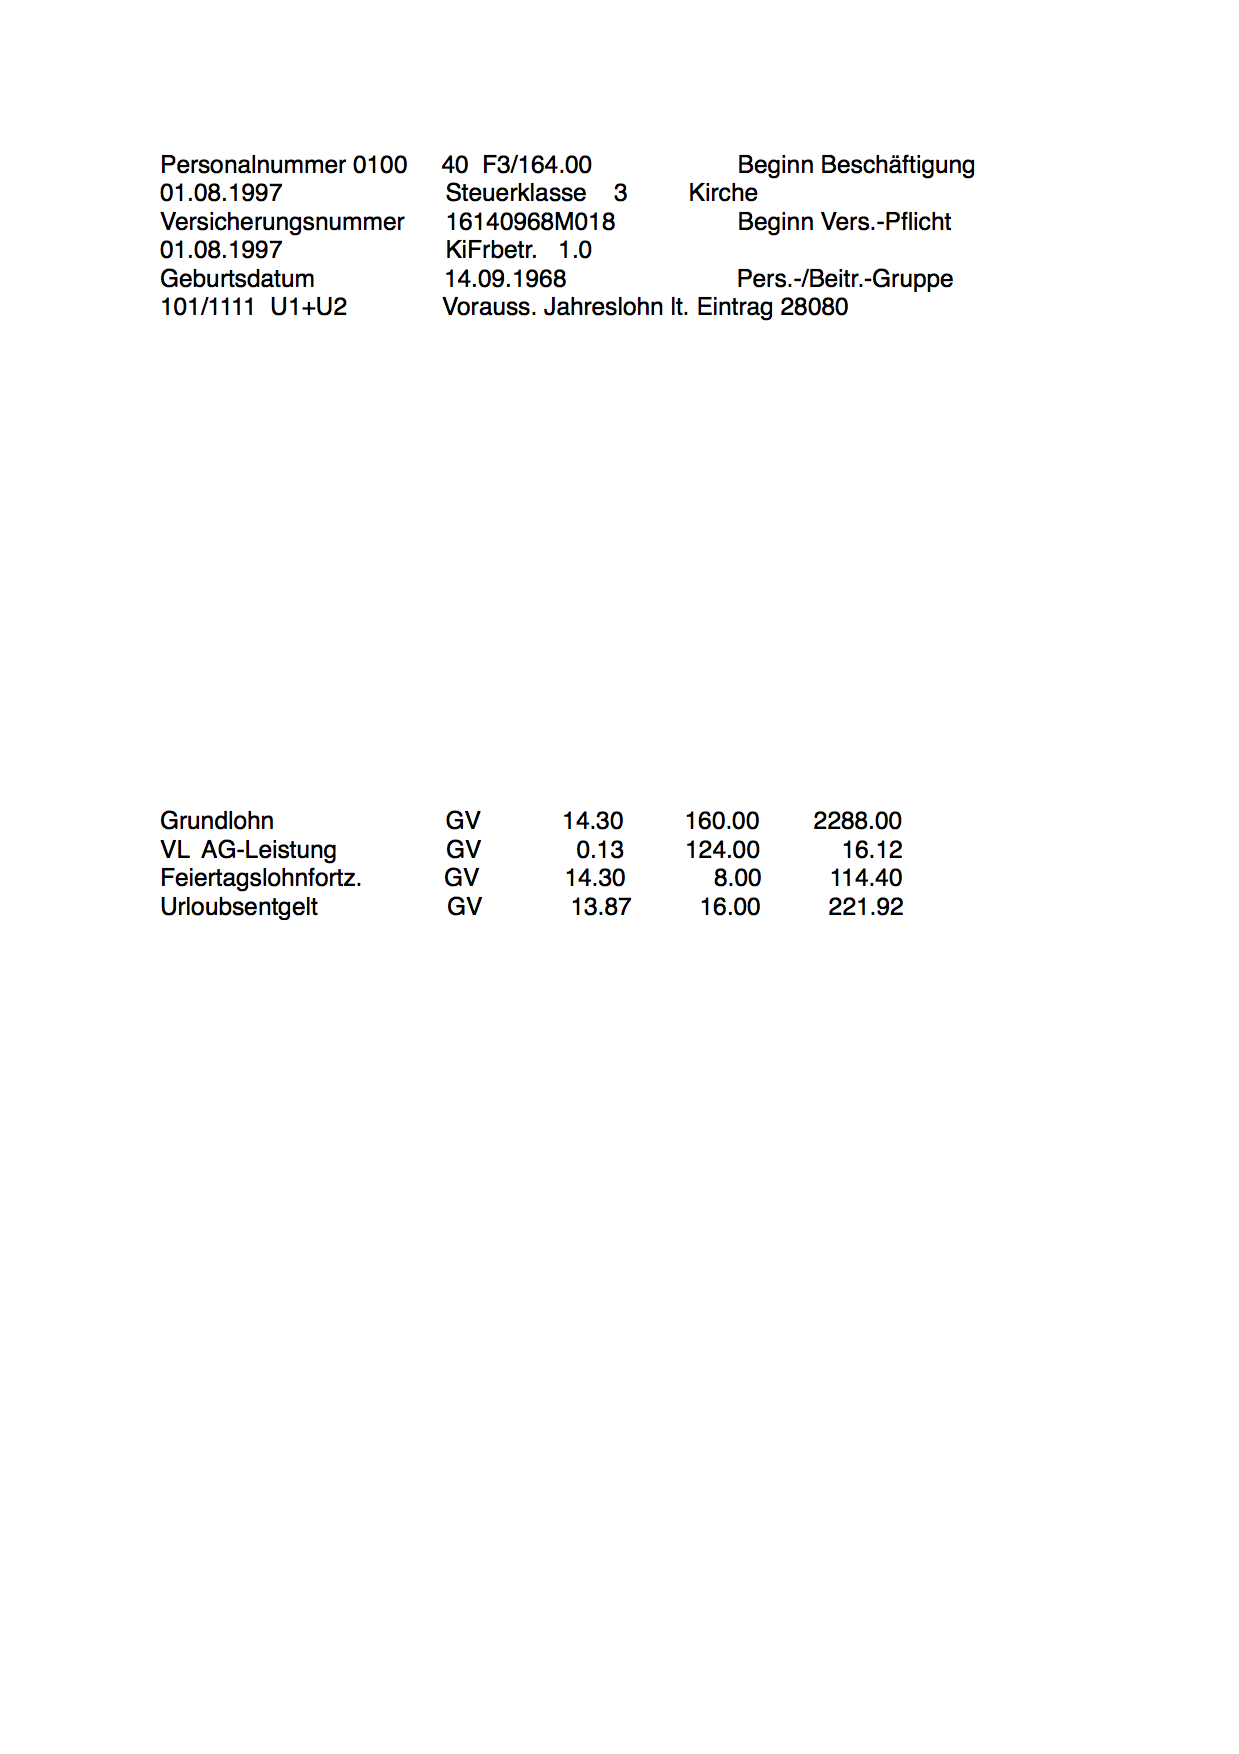 Personalnummer 0100 40 F3/164.00 Beginn Beschäftigung
01.08.1997 Steuerklasse 3 Kirche
Versicherungsnummer 16140968M018 Beginn Vers.-Pflicht
01.08.1997 KiFrbetr. 1.0
Geburtsdatum 14.09.1968 Pers.-/Beitr.-Gruppe
101/1111 U1+U2 Vorauss. Jahreslohn lt. Eintrag 28080
Grundlohn GV 14.30 160.00 2288.00
VL AG-Leistung GV 0.13 124.00 16.12
Feiertagslohnfortz. GV 14.30 8.00 114.40
Urloubsentgelt GV 13.87 16.00 221.92